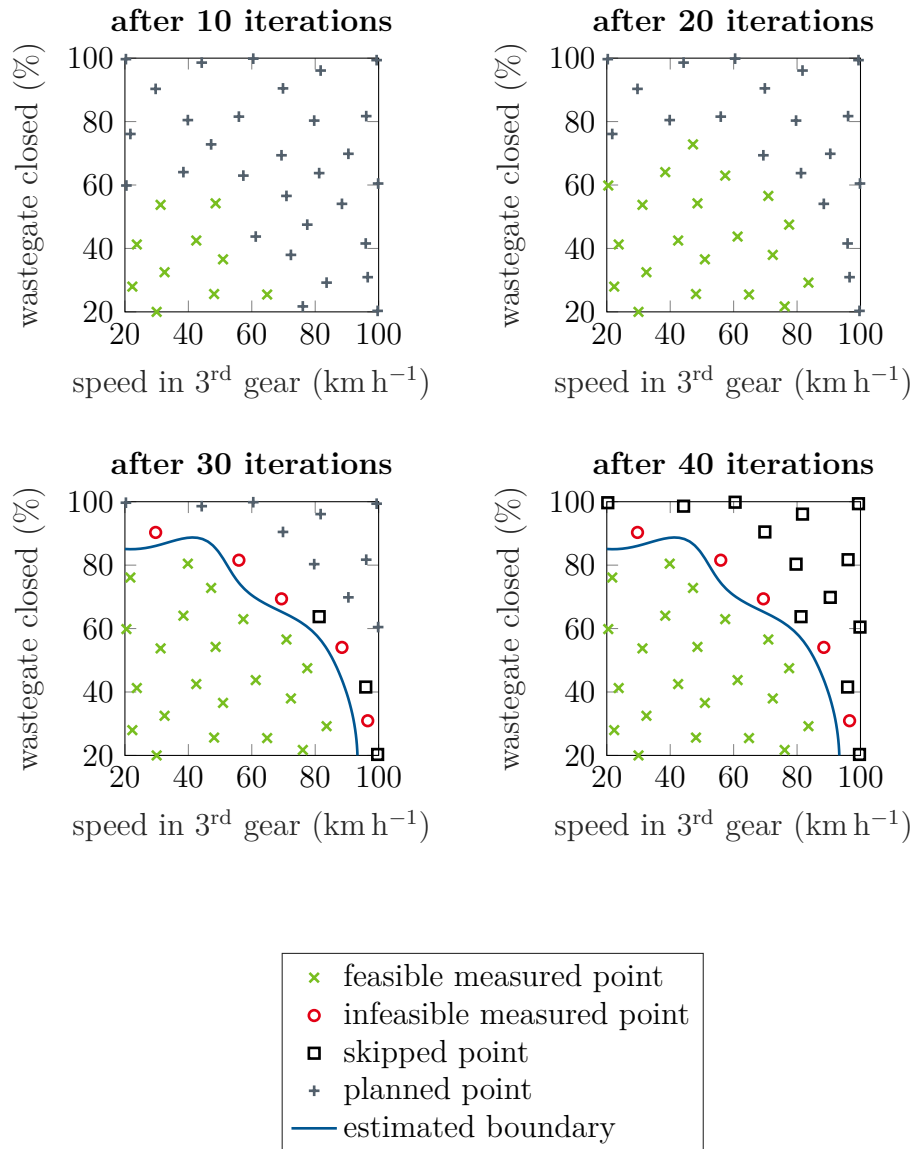 after 10 iterations
100
80
60
40
20
wastegate closed (%)
20 40 60 80 100
speed in 3rd gear (km h−1)
after 20 iterations
100
80
60
40
20
wastegate closed (%)
20 40 60 80 100
speed in 3rd gear (km h−1)
after 30 iterations
100
80
60
40
20
wastegate closed (%)
20 40 60 80 100
speed in 3rd gear (km h−1)
after 40 iterations
100
80
60
40
20
wastegate closed (%)
20 40 60 80 100
speed in 3rd gear (km h−1)
feasible measured point
infeasible measured point
skipped point
planned point
estimated boundary